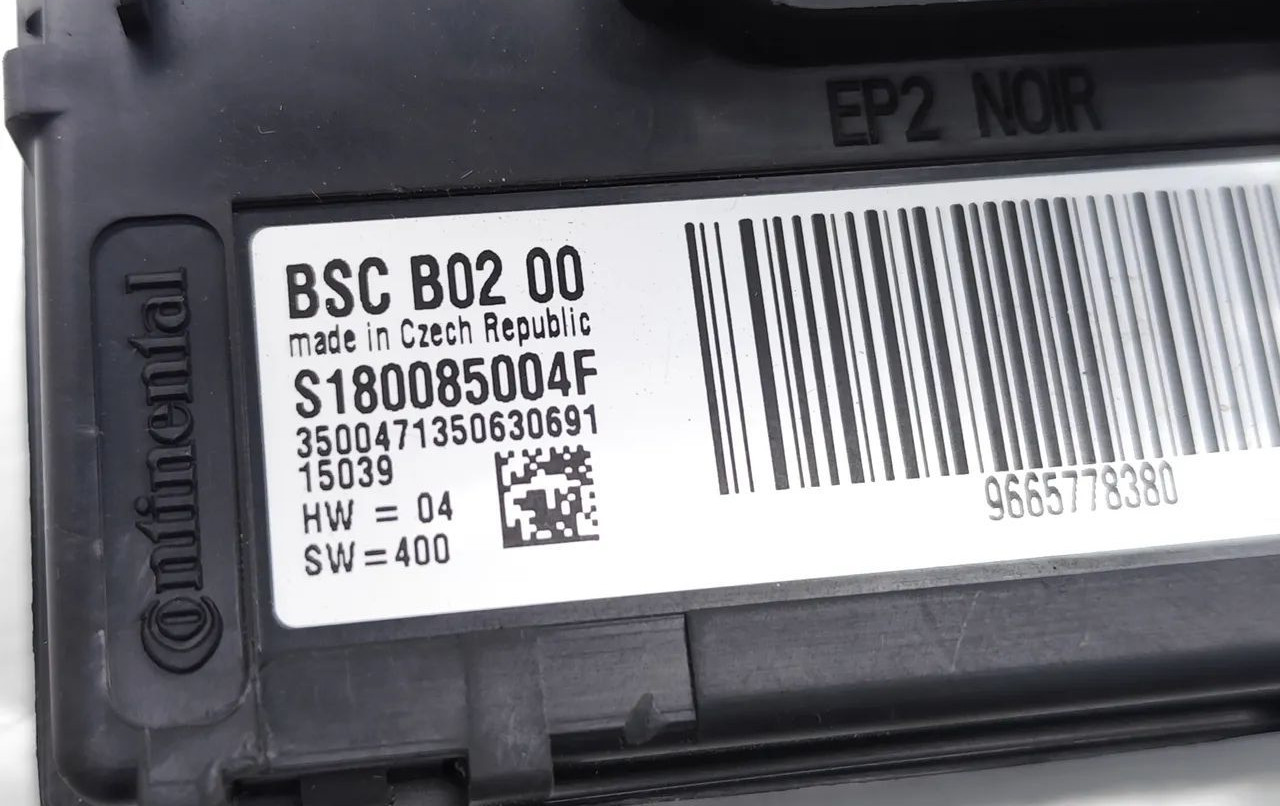 EP2 NOIR
Continental
BSC B02 00
made in Czech Republic
S180085004F
3500471350630691
15039
HW = 04
SW=400
9665778380